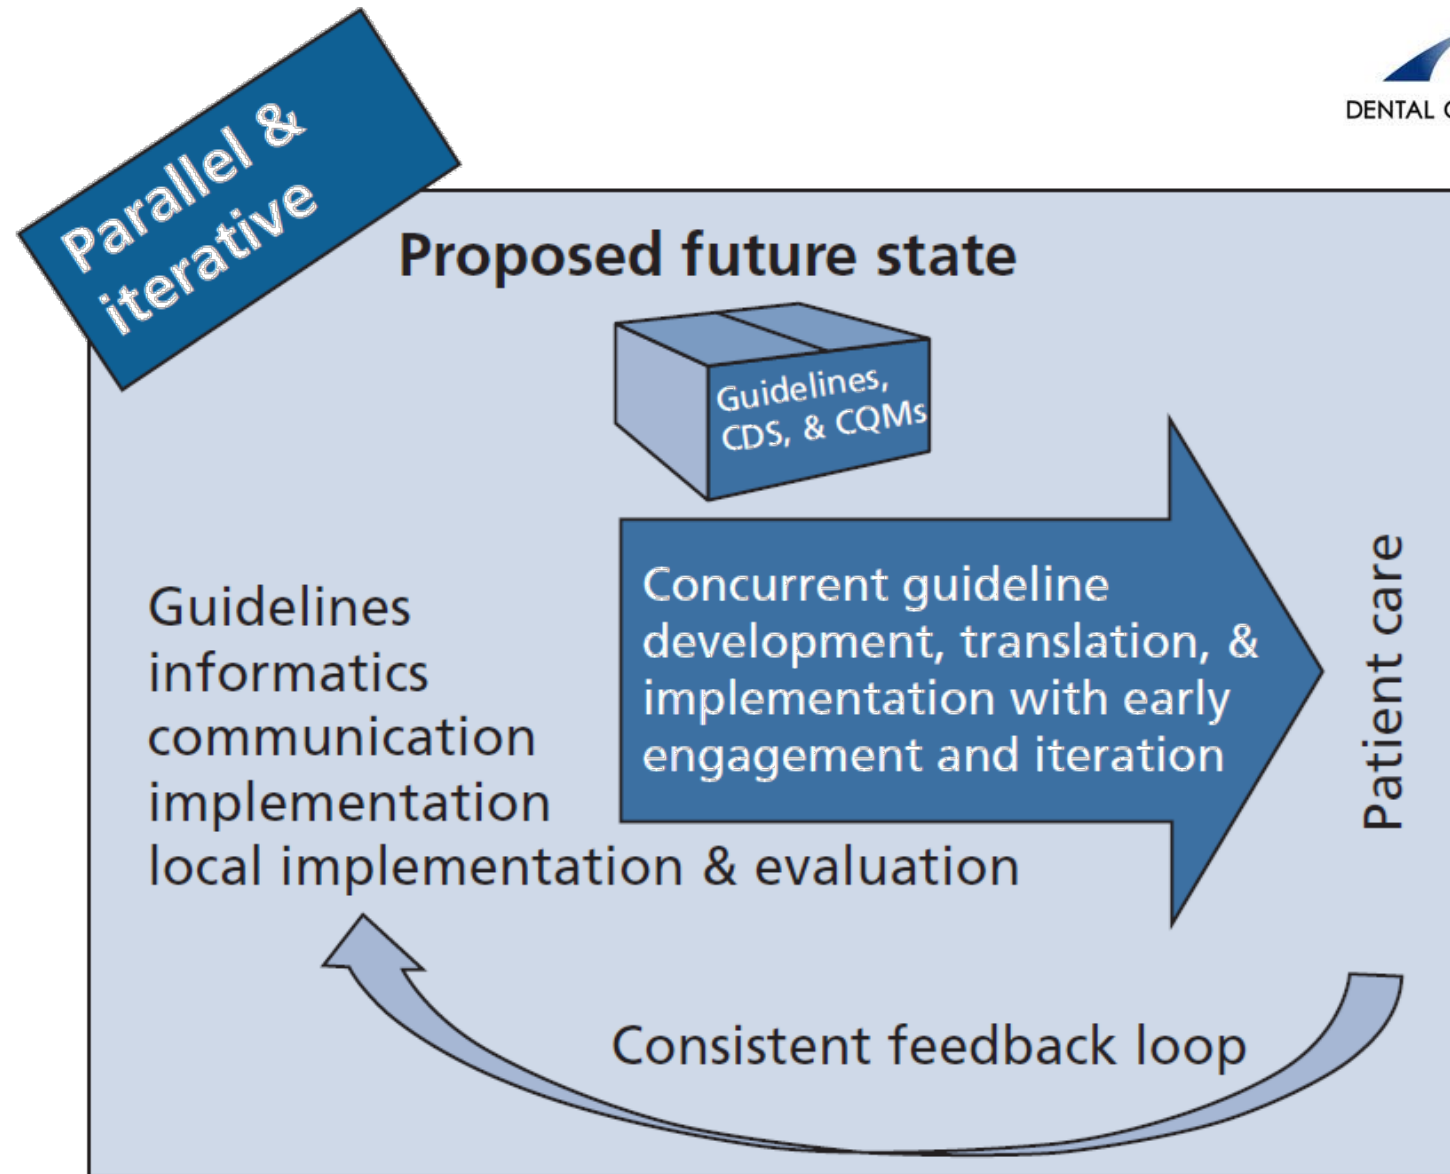 DENTAL
Parallel &
iterative
Proposed future state
Guidelines,
CDS, & CQMs
Guidelines
informatics
communication
implementation
local implementation & evaluation
Concurrent guideline
development, translation, &
implementation with early
engagement and iteration
Patient care
Consistent feedback loop